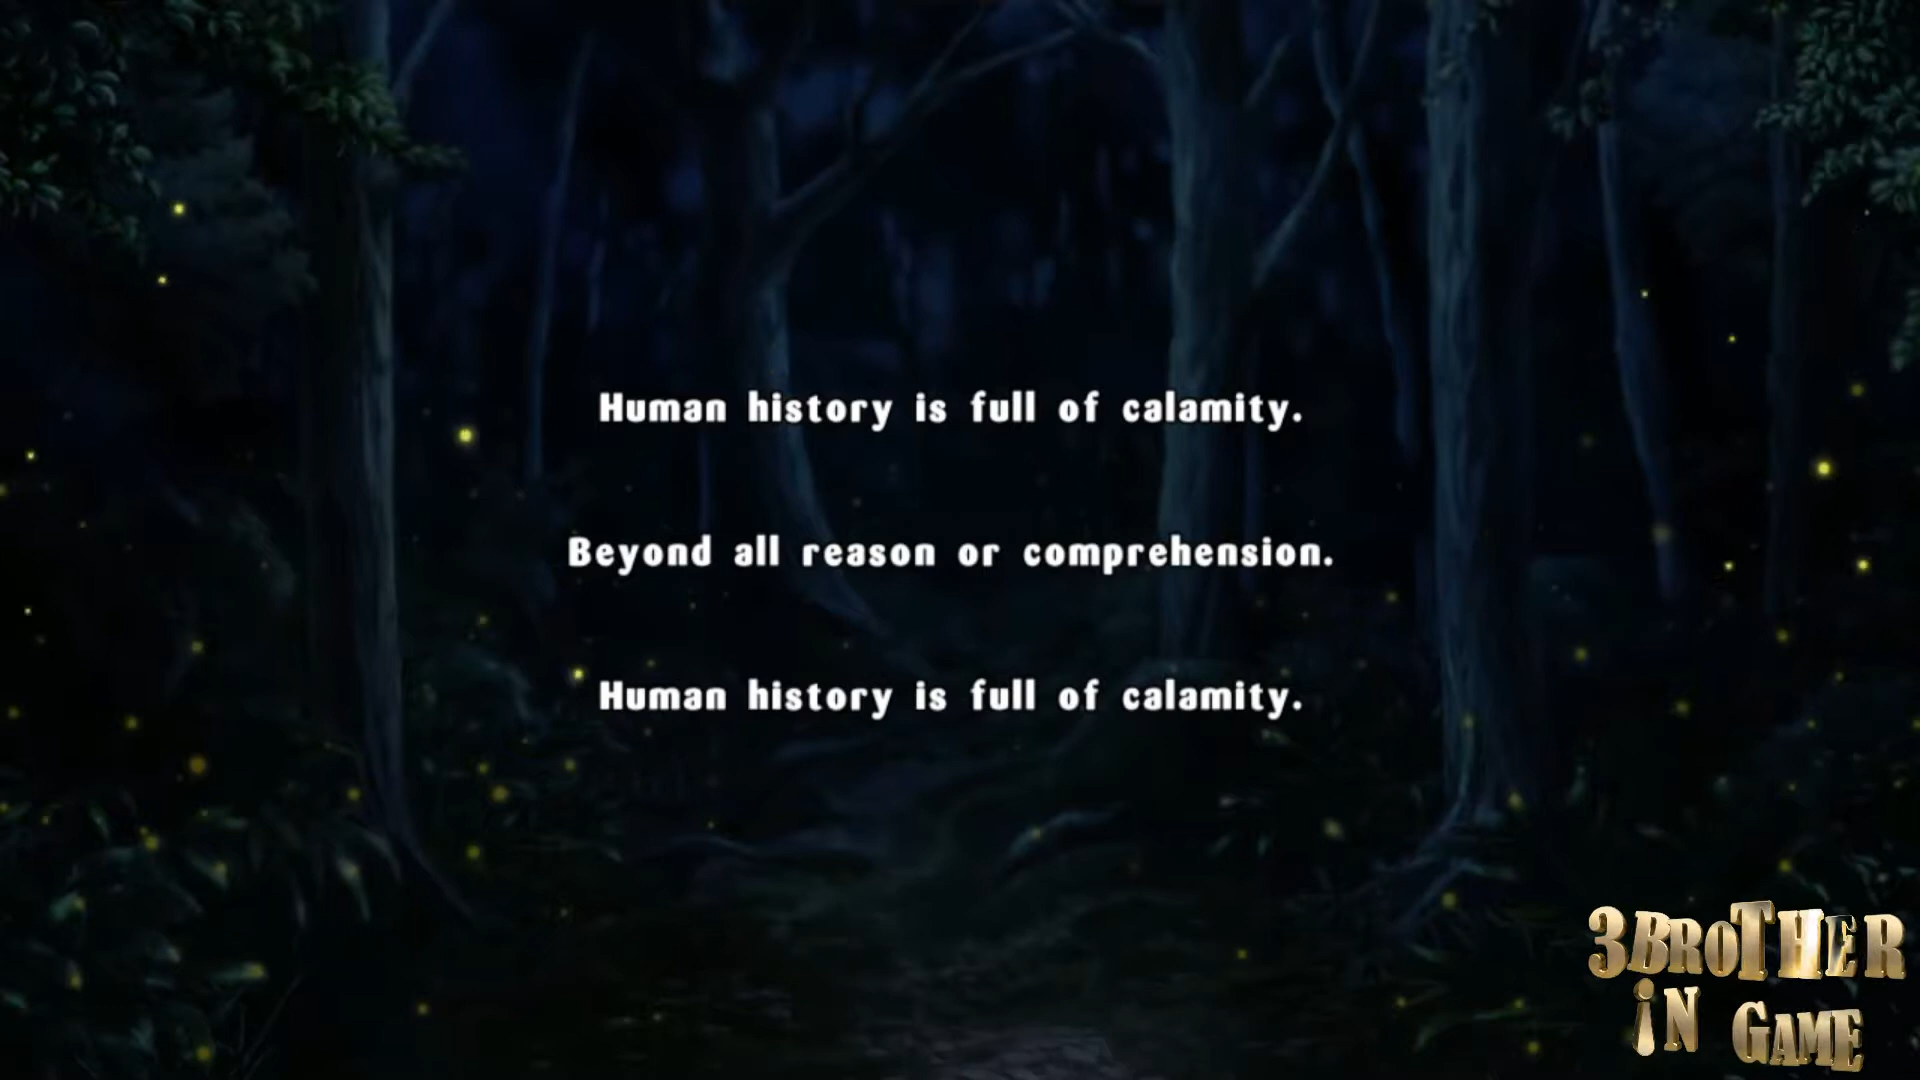 Human history is full of calamity.
Beyond all reason or comprehension.
Human history is full of calamity.
3BROTHER
iN GAME